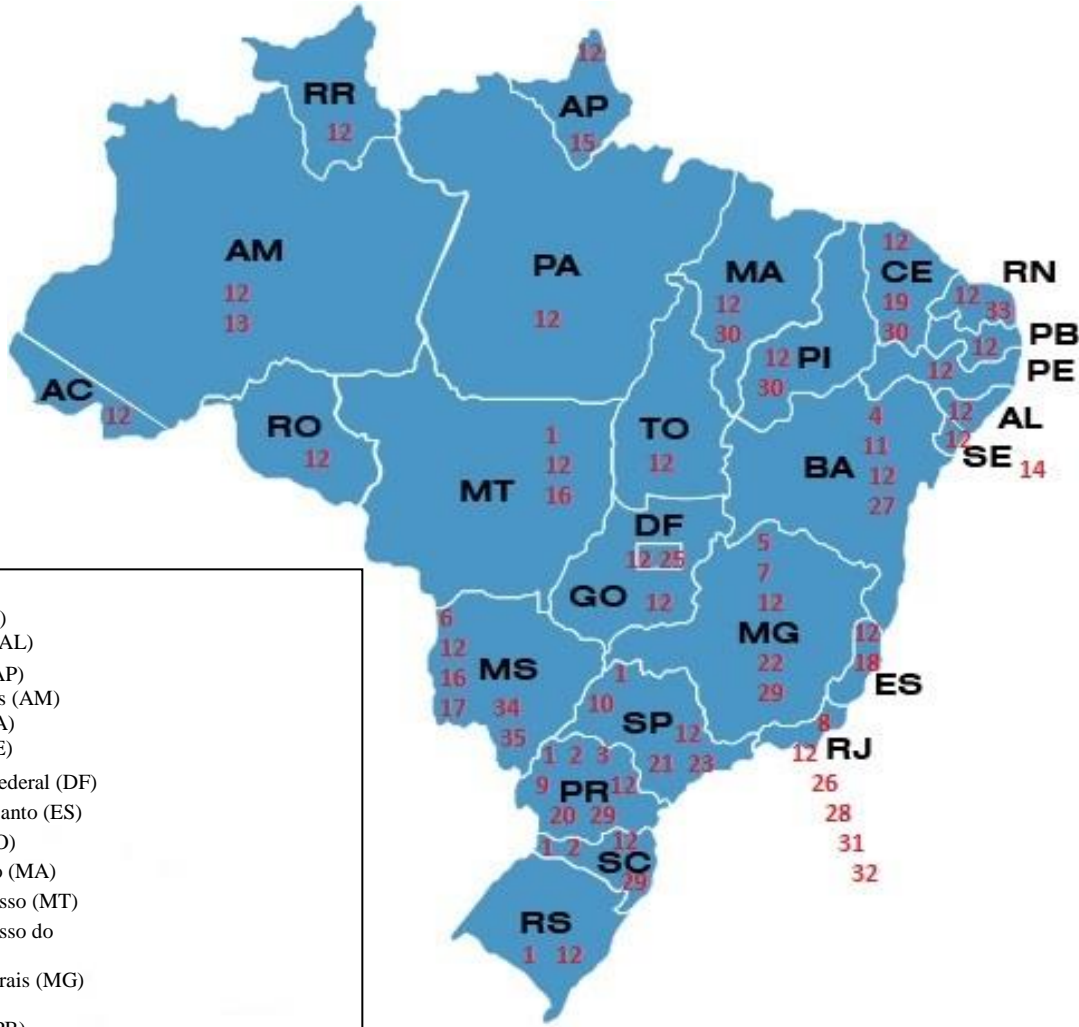 12
RR
AP
12
15
AM
PA
MA
12
CE
RN
12
13
12
12
30
19
30
12
33
PB
12
PE
12
PI
12
30
AC
12
RO
12
MT
1
12
16
TO
12
BA
4
11
12
27
12
AL
12
SE
14
DF
12 25
GO
12
5
7
12
MG
22
29
12
18
ES
6
12
16
17
MS
34
35
1
10
SP
12
21
23
8
RJ
12
26
28
31
32
1 2 3
9
PR
12
20 29
1 2
12
SC
29
RS
1 12
)
AL)
AP)
s (AM)
A)
E)
ederal (DF)
anto (ES)
O)
o (MA)
sso (MT)
sso do
rais (MG)